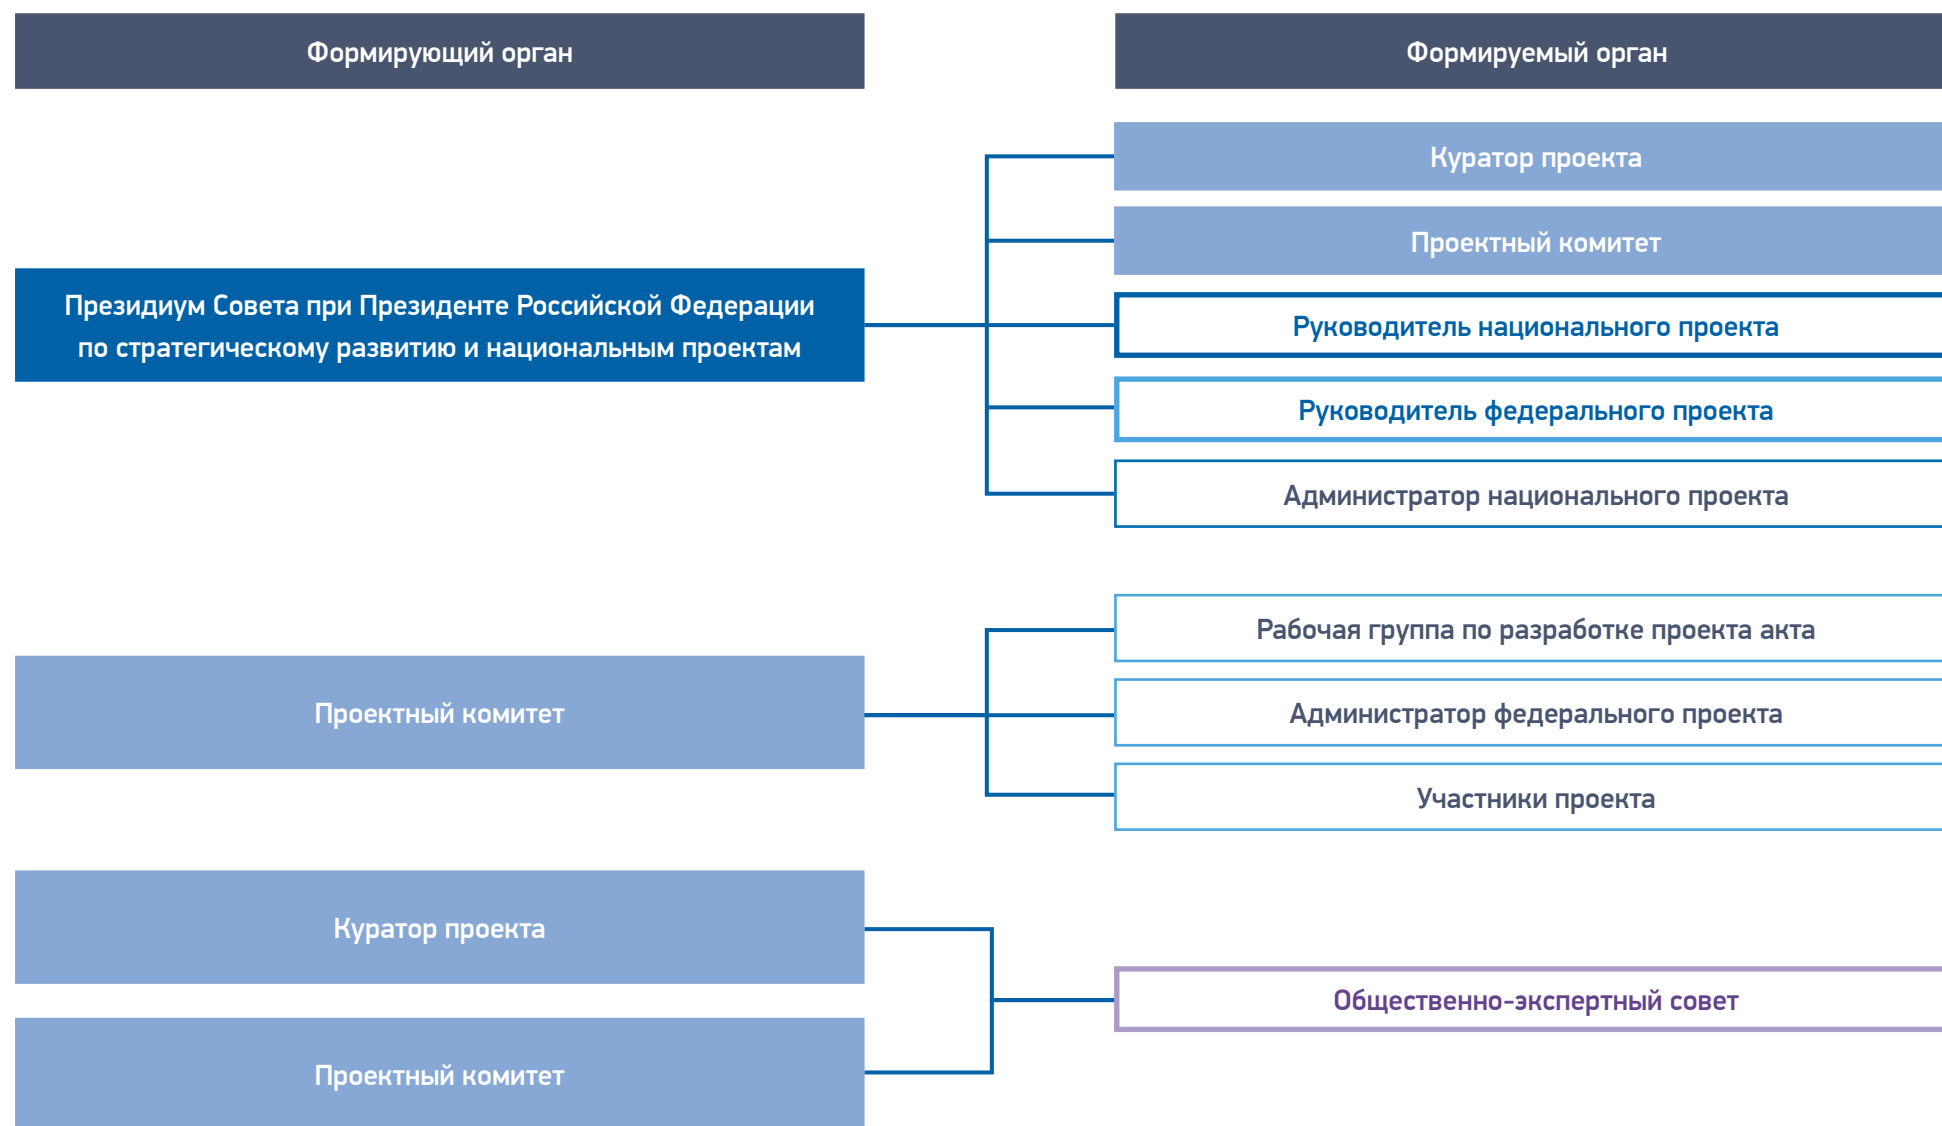 Формирующий орган
Формируемый орган
Куратор проекта
Проектный комитет
Президиум Совета при Президенте Российской Федерации
по стратегическому развитию и национальным проектам
Руководитель национального проекта
Руководитель федерального проекта
Администратор национального проекта
Рабочая группа по разработке проекта акта
Проектный комитет
Администратор федерального проекта
Участники проекта
Куратор проекта
Общественно-экспертный совет
Проектный комитет